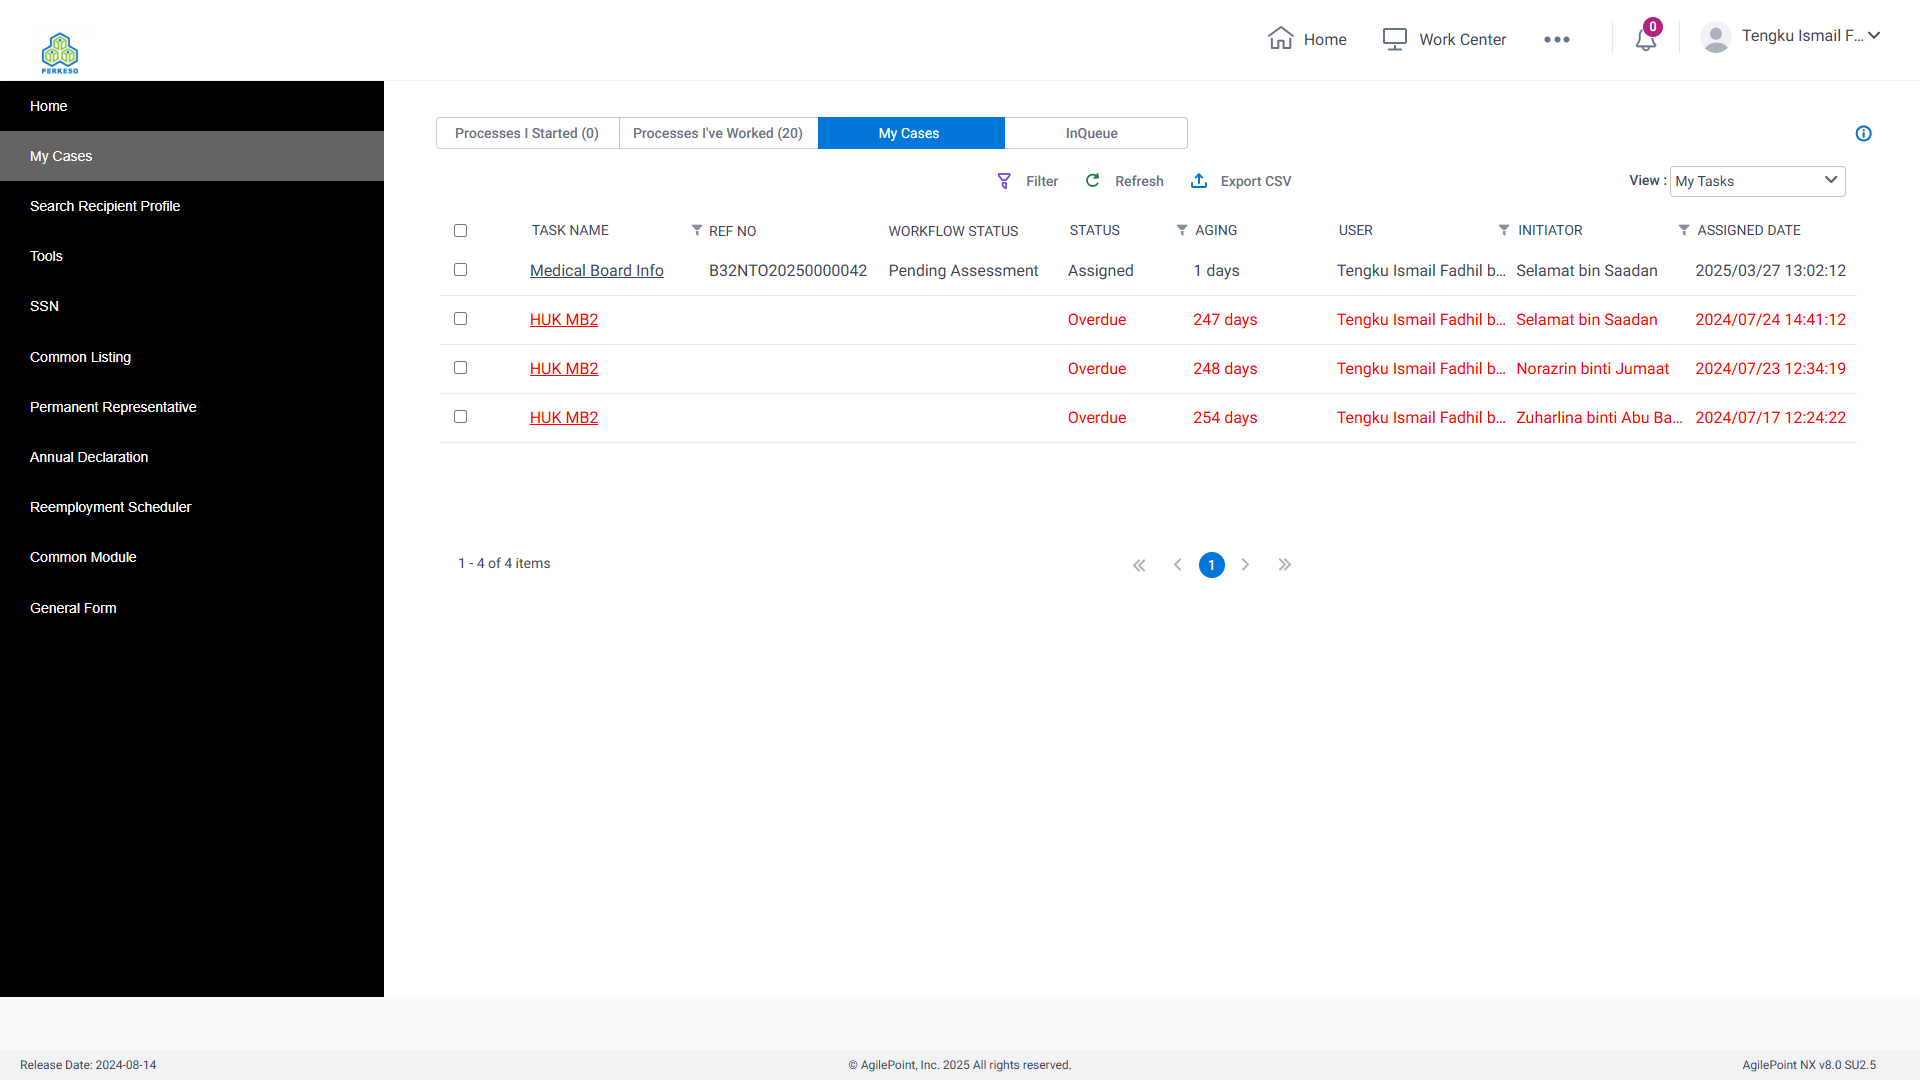 PERKESO
Home
Work Center
0
Tengku Ismail F...
Home
My Cases
Search Recipient Profile
Tools
SSN
Common Listing
Permanent Representative
Annual Declaration
Reemployment Scheduler
Common Module
General Form
Processes I Started (0)
Processes I've Worked (20)
My Cases
InQueue
Filter
Refresh
Export CSV
View :
My Tasks
TASK NAME REF NO WORKFLOW STATUS STATUS AGING USER INITIATOR ASSIGNED DATE
Medical Board Info B32NTO20250000042 Pending Assessment Assigned 1 days Tengku Ismail Fadhil b... Selamat bin Saadan 2025/03/27 13:02:12
HUK MB2 Overdue 247 days Tengku Ismail Fadhil b... Selamat bin Saadan 2024/07/24 14:41:12
HUK MB2 Overdue 248 days Tengku Ismail Fadhil b... Norazrin binti Jumaat 2024/07/23 12:34:19
HUK MB2 Overdue 254 days Tengku Ismail Fadhil b... Zuharlina binti Abu Ba... 2024/07/17 12:24:22
1 - 4 of 4 items
1
Release Date: 2024-08-14
© AgilePoint, Inc. 2025 All rights reserved.
AgilePoint NX v8.0 SU2.5